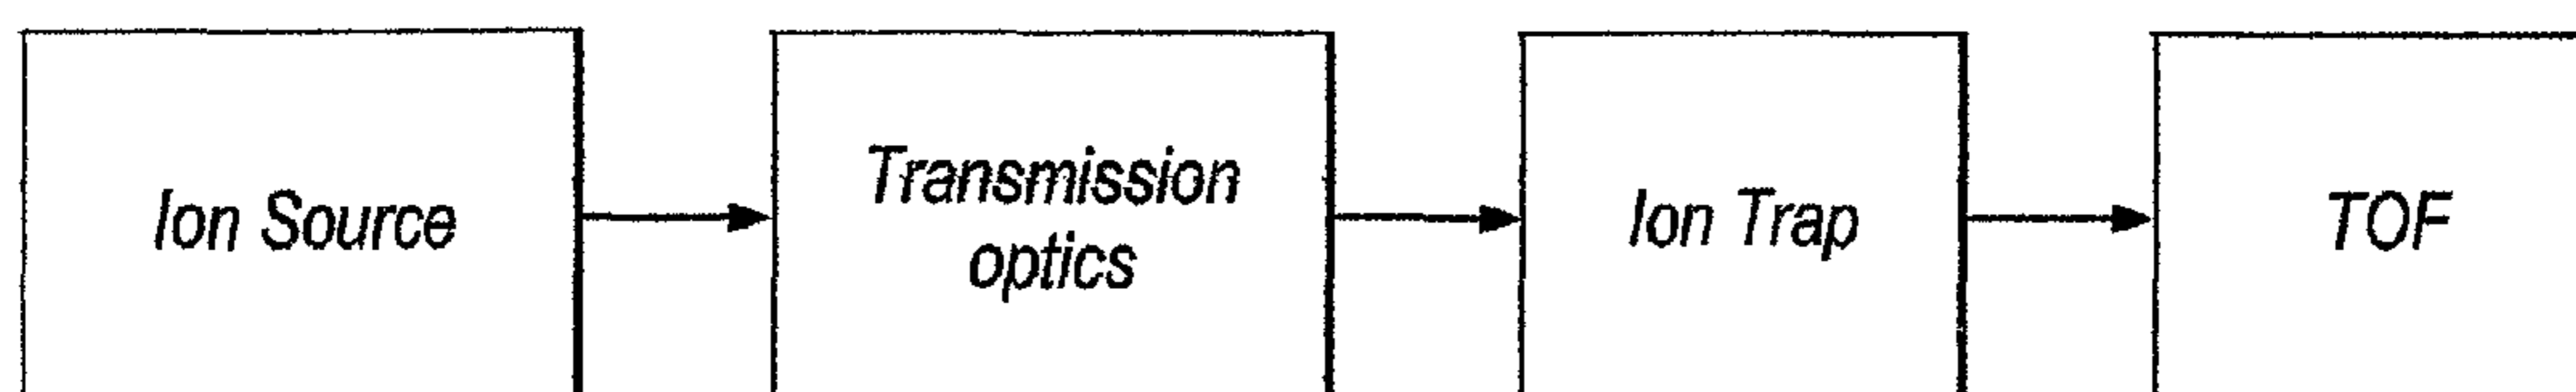 Ion Source
Transmission
optics
Ion Trap
TOF